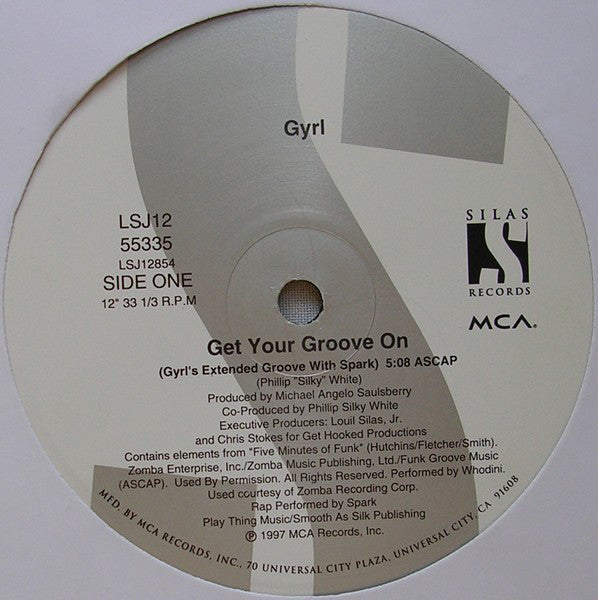 Gyrl
LSJ12
55335
LSJ12854
SIDE ONE
12" 33 1/3 R.P.M
SILAS
S
RECORDS
MCA®
Get Your Groove On
(Gyrl's Extended Groove With Spark) 5:08 ASCAP
(Phillip "Silky" White)
Produced by Michael Angelo Saulsberry
Co-Produced by Phillip Silky White
Executive Producers: Louil Silas, Jr.
and Chris Stokes for Get Hooked Productions
Contains elements from "Five Minutes of Funk" (Hutchins/Fletcher/Smith).
Zomba Enterprise, Inc./Zomba Music Publishing, Ltd./Funk Groove Music
(ASCAP). Used By Permission. All Rights Reserved. Performed by Whodini.
Used courtesy of Zomba Recording Corp.
Rap Performed by Spark
Play Thing Music/Smooth As Silk Publishing
℗ 1997 MCA Records, Inc.
MFD. BY MCA RECORDS, INC., 70 UNIVERSAL CITY PLAZA, UNIVERSAL CITY, CA 91608